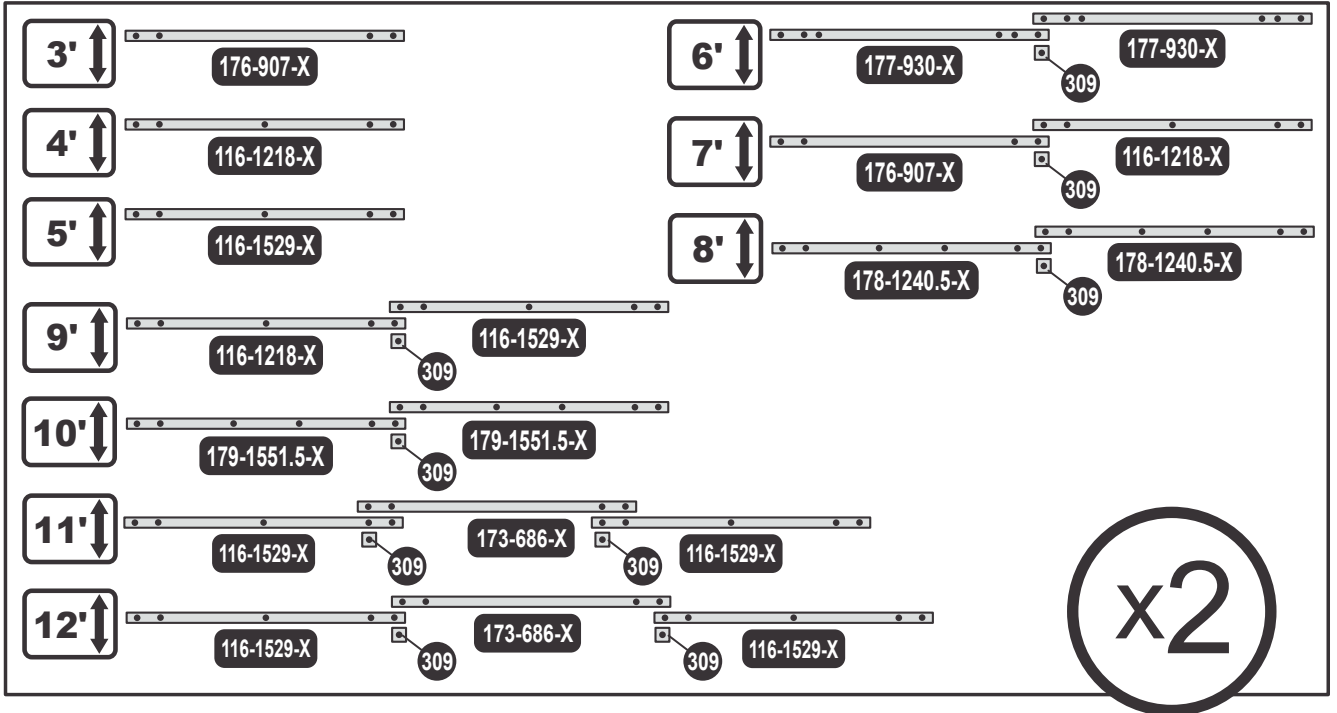 3'
176-907-X
4'
116-1218-X
5'
116-1529-X
6'
177-930-X
309
177-930-X
7'
176-907-X
309
116-1218-X
8'
178-1240.5-X
309
178-1240.5-X
9'
116-1218-X
309
116-1529-X
10'
179-1551.5-X
309
179-1551.5-X
11'
116-1529-X
309
173-686-X
309
116-1529-X
12'
116-1529-X
309
173-686-X
309
116-1529-X
x2